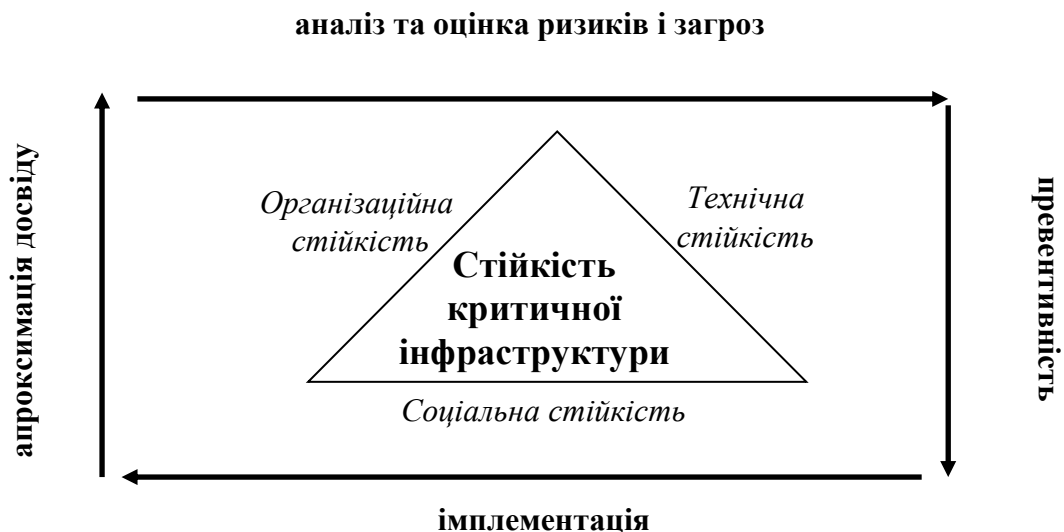 аналіз та оцінка ризиків і загроз
апроксимація досвіду
Організаційна
стійкість
Технічна
стійкість
Стійкість
критичної
інфраструктури
Соціальна стійкість
превентивність
імплементація